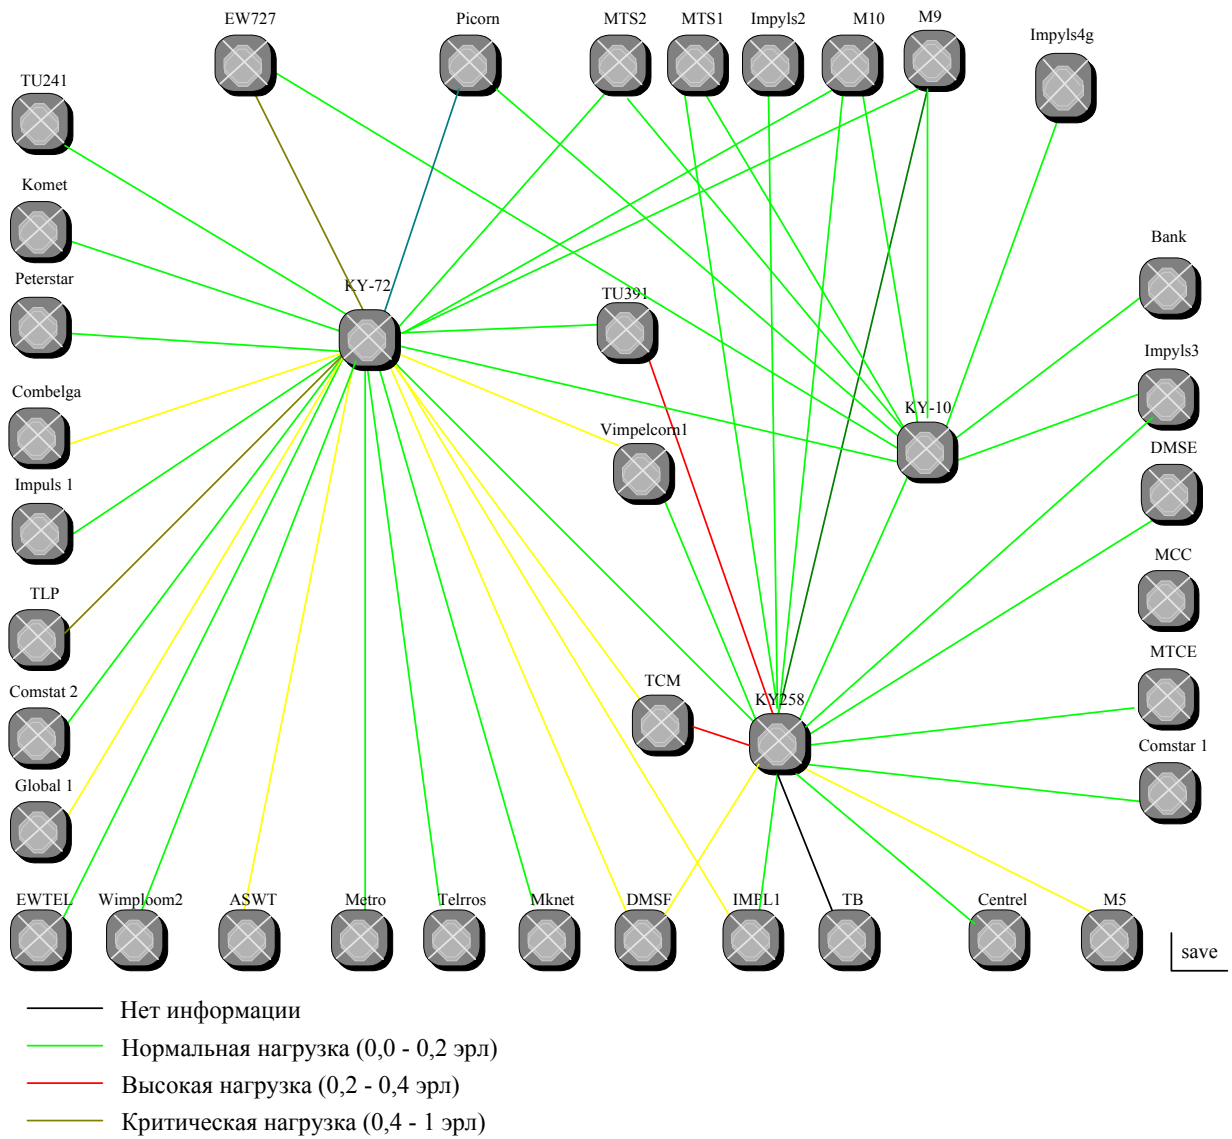 EW727
Picorn
MTS2
MTS1
Impyls2
M10
M9
Impyls4g
TU241
Komet
Peterstar
Combelga
Impuls 1
TLP
Comstat 2
Global 1
KY-72
TU391
Vimpelcorn1
TCM
KY258
KY-10
Bank
Impyls3
DMSE
MCC
MTCE
Comstar 1
EWTEL
Wimploom2
ASWT
Metro
Telrros
Mknet
DMSF
IMPL1
TB
Centrel
M5
save
Нет информации
Нормальная нагрузка (0,0 - 0,2 эрл)
Высокая нагрузка (0,2 - 0,4 эрл)
Критическая нагрузка (0,4 - 1 эрл)